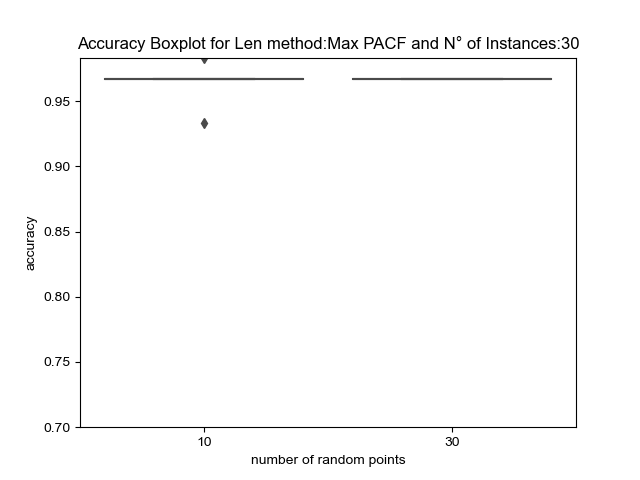 Accuracy Boxplot for Len method:Max PACF and N° of Instances:30
0.95
0.90
0.85
0.80
0.75
0.70
accuracy
10
30
number of random points